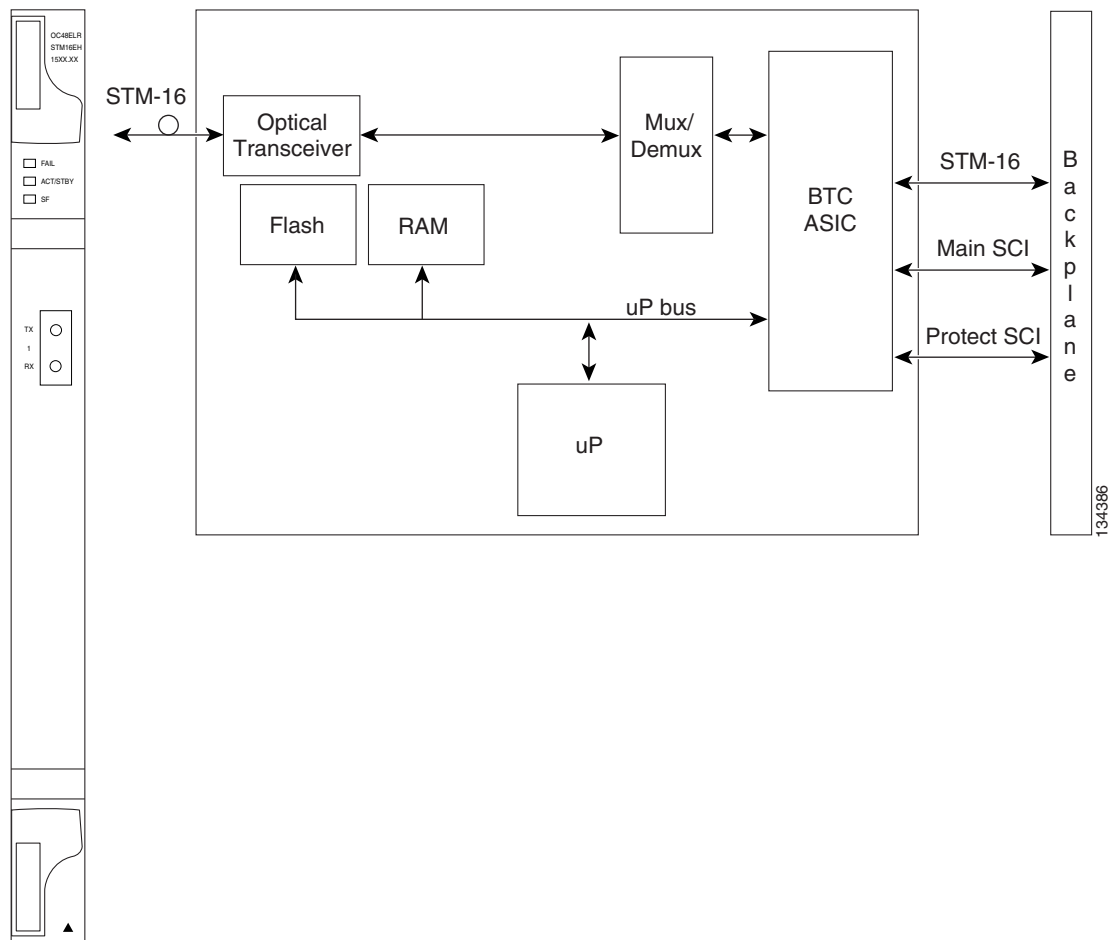 OC48ELR
STM16EH
15XX.XX
FAIL
ACT/STBY
SF
TX
1
RX
STM-16
Optical
Transceiver
Mux/
Demux
BTC
ASIC
Flash
RAM
uP bus
uP
STM-16
Main SCI
Protect SCI
Backplane
134386